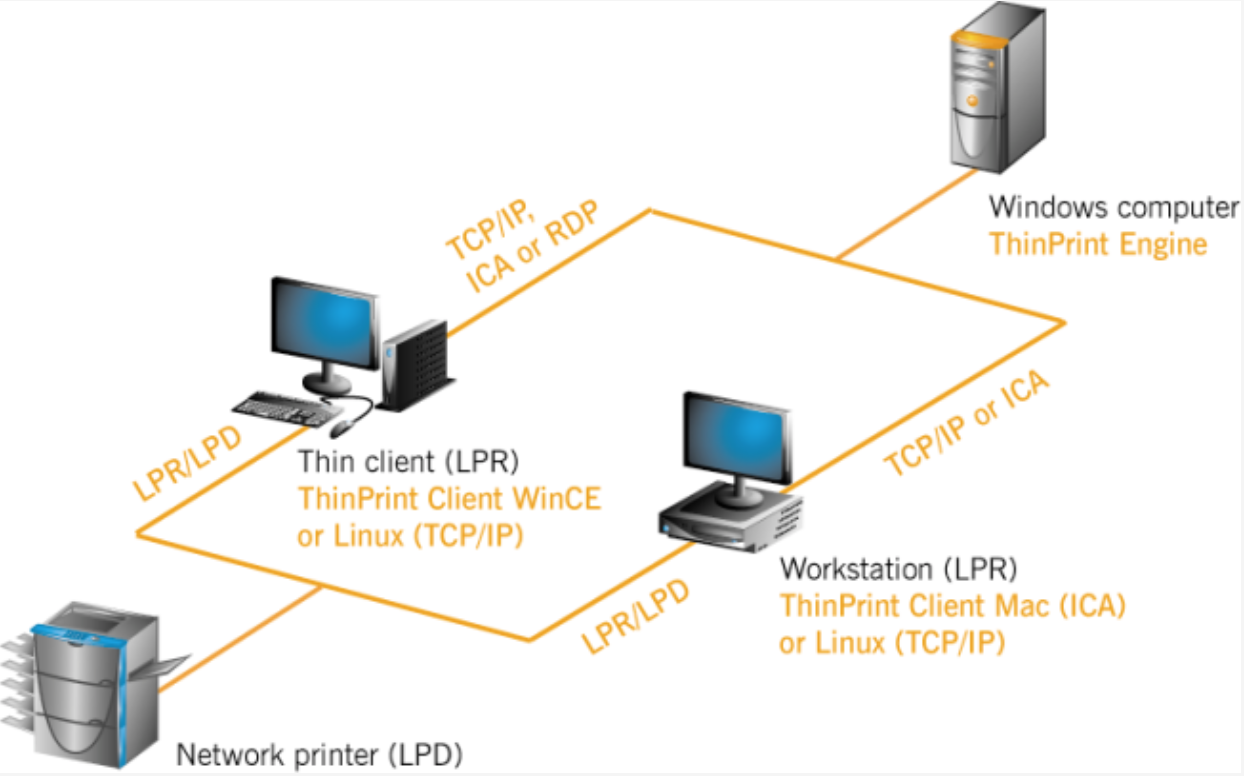 Windows computer
ThinPrint Engine
TCP/IP,
ICA or RDP
TCP/IP or ICA
LPR/LPD
Thin client (LPR)
ThinPrint Client WinCE
or Linux (TCP/IP)
Workstation (LPR)
ThinPrint Client Mac (ICA)
or Linux (TCP/IP)
LPR/LPD
Network printer (LPD)